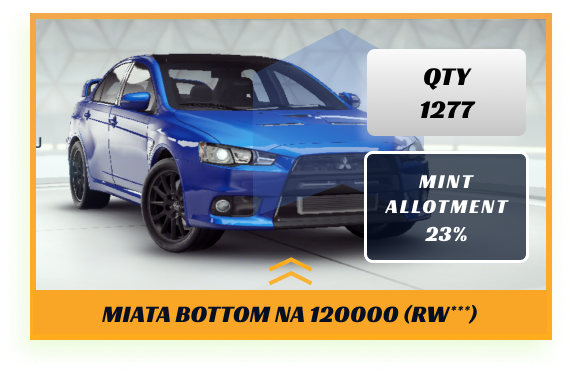 QTY
1277
MINT
ALLOTMENT
23%
MIATA BOTTOM NA 120000 (RW***)